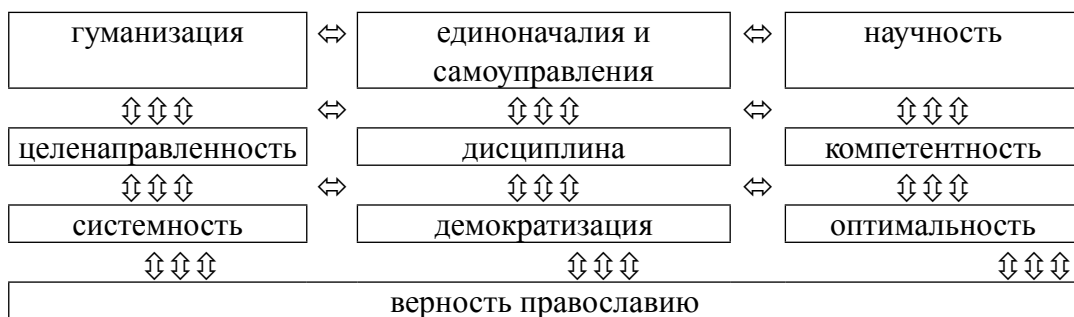 гуманизация ⇔ единоначалия и ⇔ научность
самоуправления
⇕⇕⇕ ⇔ ⇕⇕⇕ ⇔ ⇕⇕⇕
целенаправленность дисциплина компетентность
⇕⇕⇕ ⇔ ⇕⇕⇕ ⇔ ⇕⇕⇕
системность демократизация оптимальность
⇕⇕⇕ ⇕⇕⇕ ⇕⇕⇕
верность православию